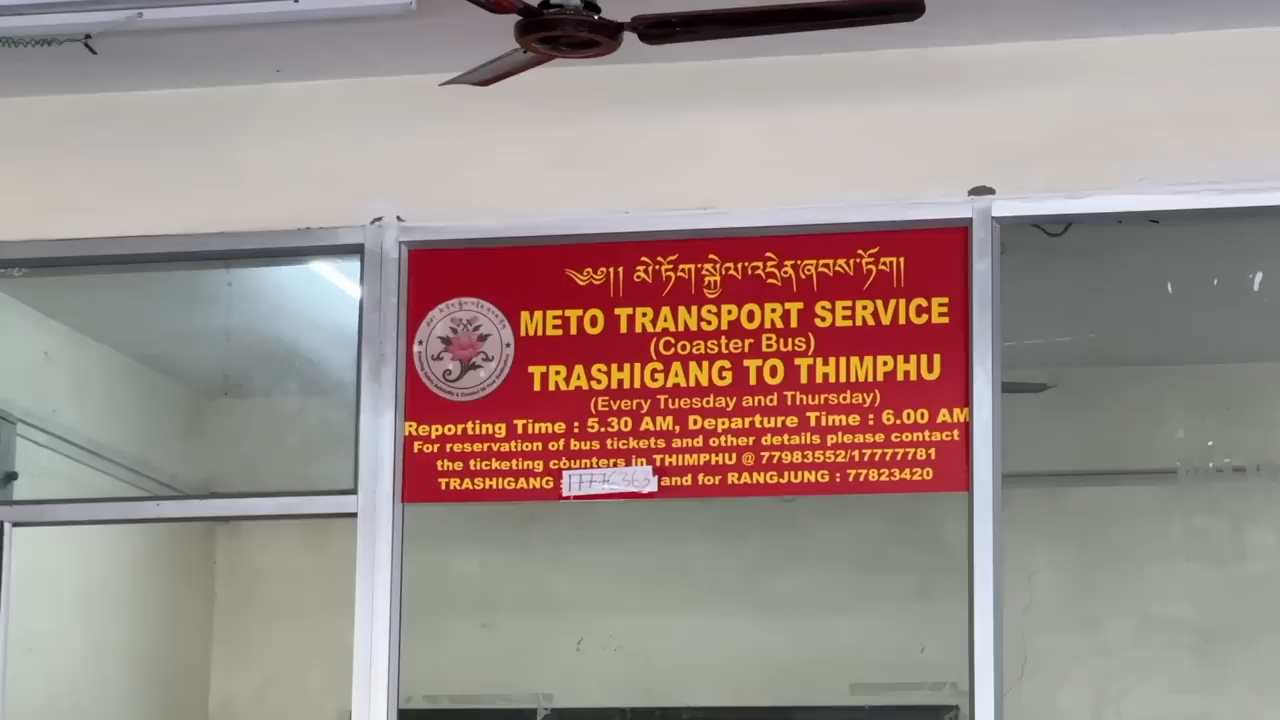 ༄༅།། མེ་ཏོག་སྐྱེལ་འདྲེན་ཞབས་ཏོག།
METO TRANSPORT SERVICE
(Coaster Bus)
TRASHIGANG TO THIMPHU
(Every Tuesday and Thursday)
Reporting Time : 5.30 AM, Departure Time : 6.00 AM
For reservation of bus tickets and other details please contact
the ticketing counters in THIMPHU @ 77983552/17777781
TRASHIGANG : and for RANGJUNG : 77823420